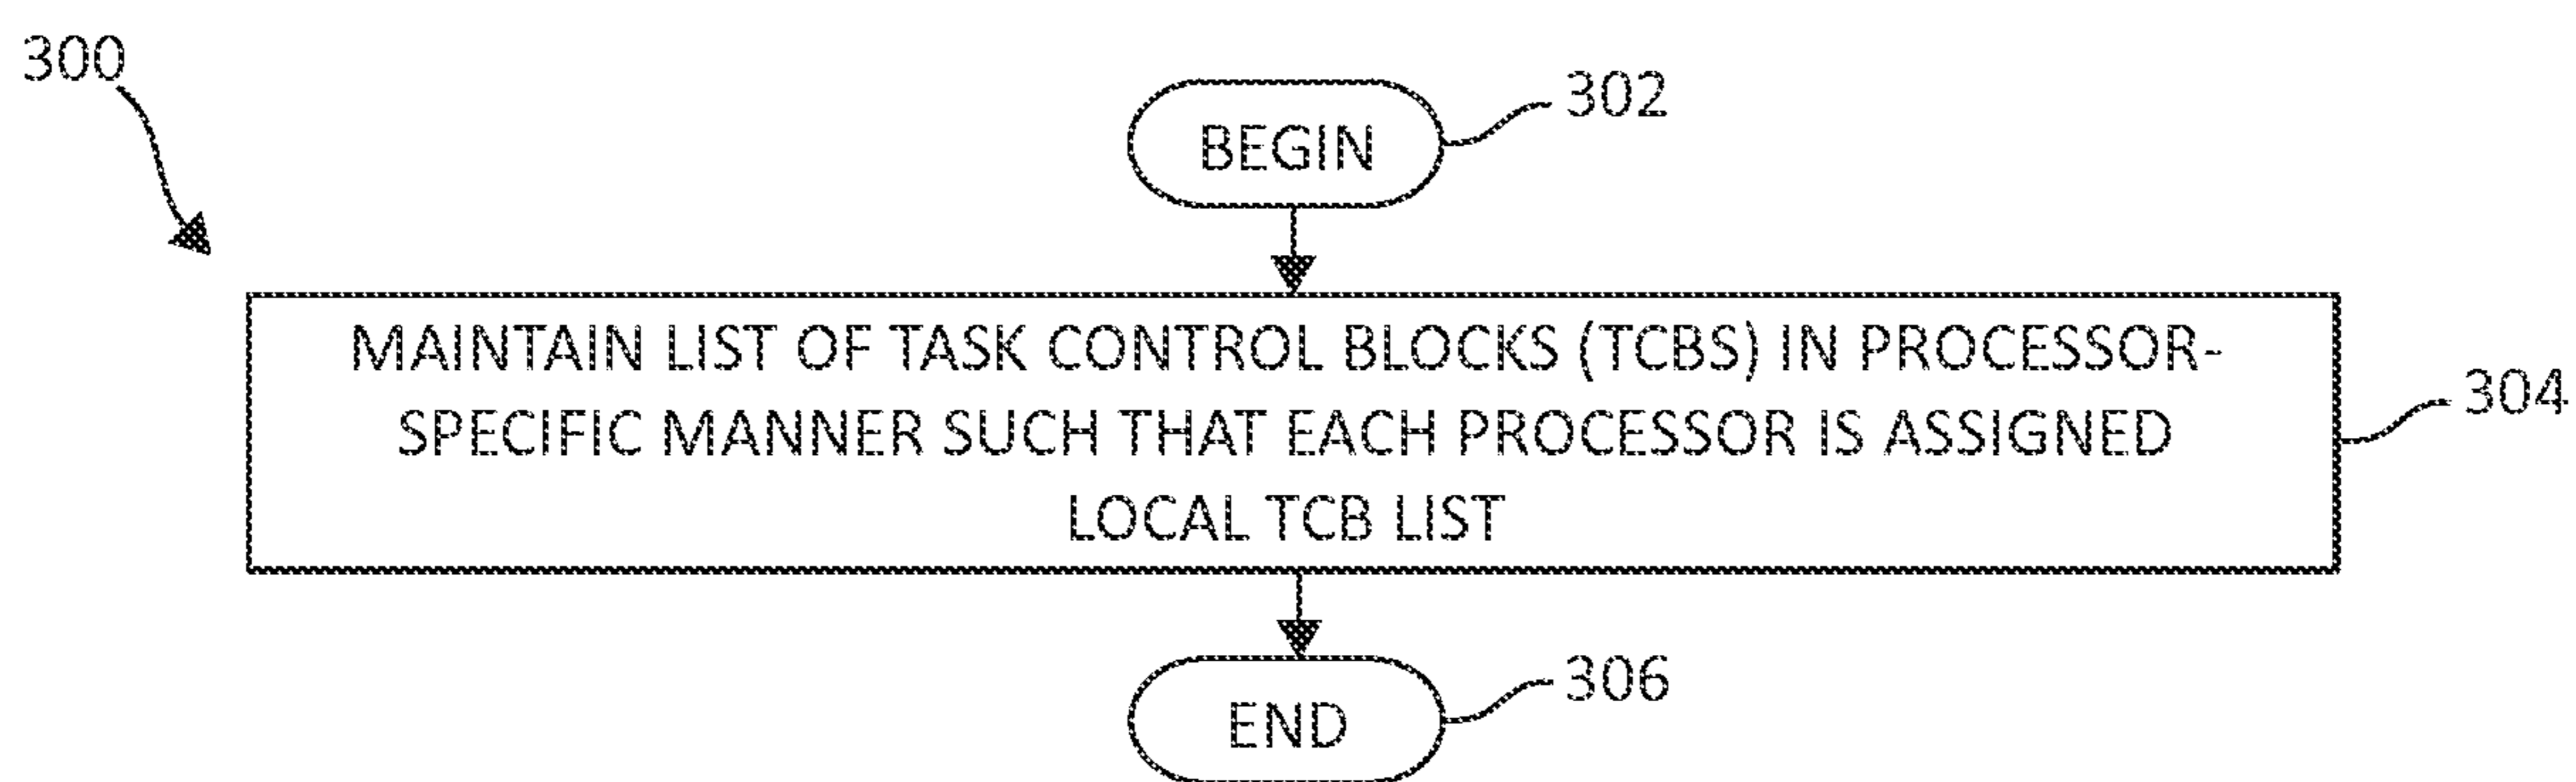 300
BEGIN
302
MAINTAIN LIST OF TASK CONTROL BLOCKS (TCBS) IN PROCESSOR-
SPECIFIC MANNER SUCH THAT EACH PROCESSOR IS ASSIGNED
LOCAL TCB LIST
304
END
306